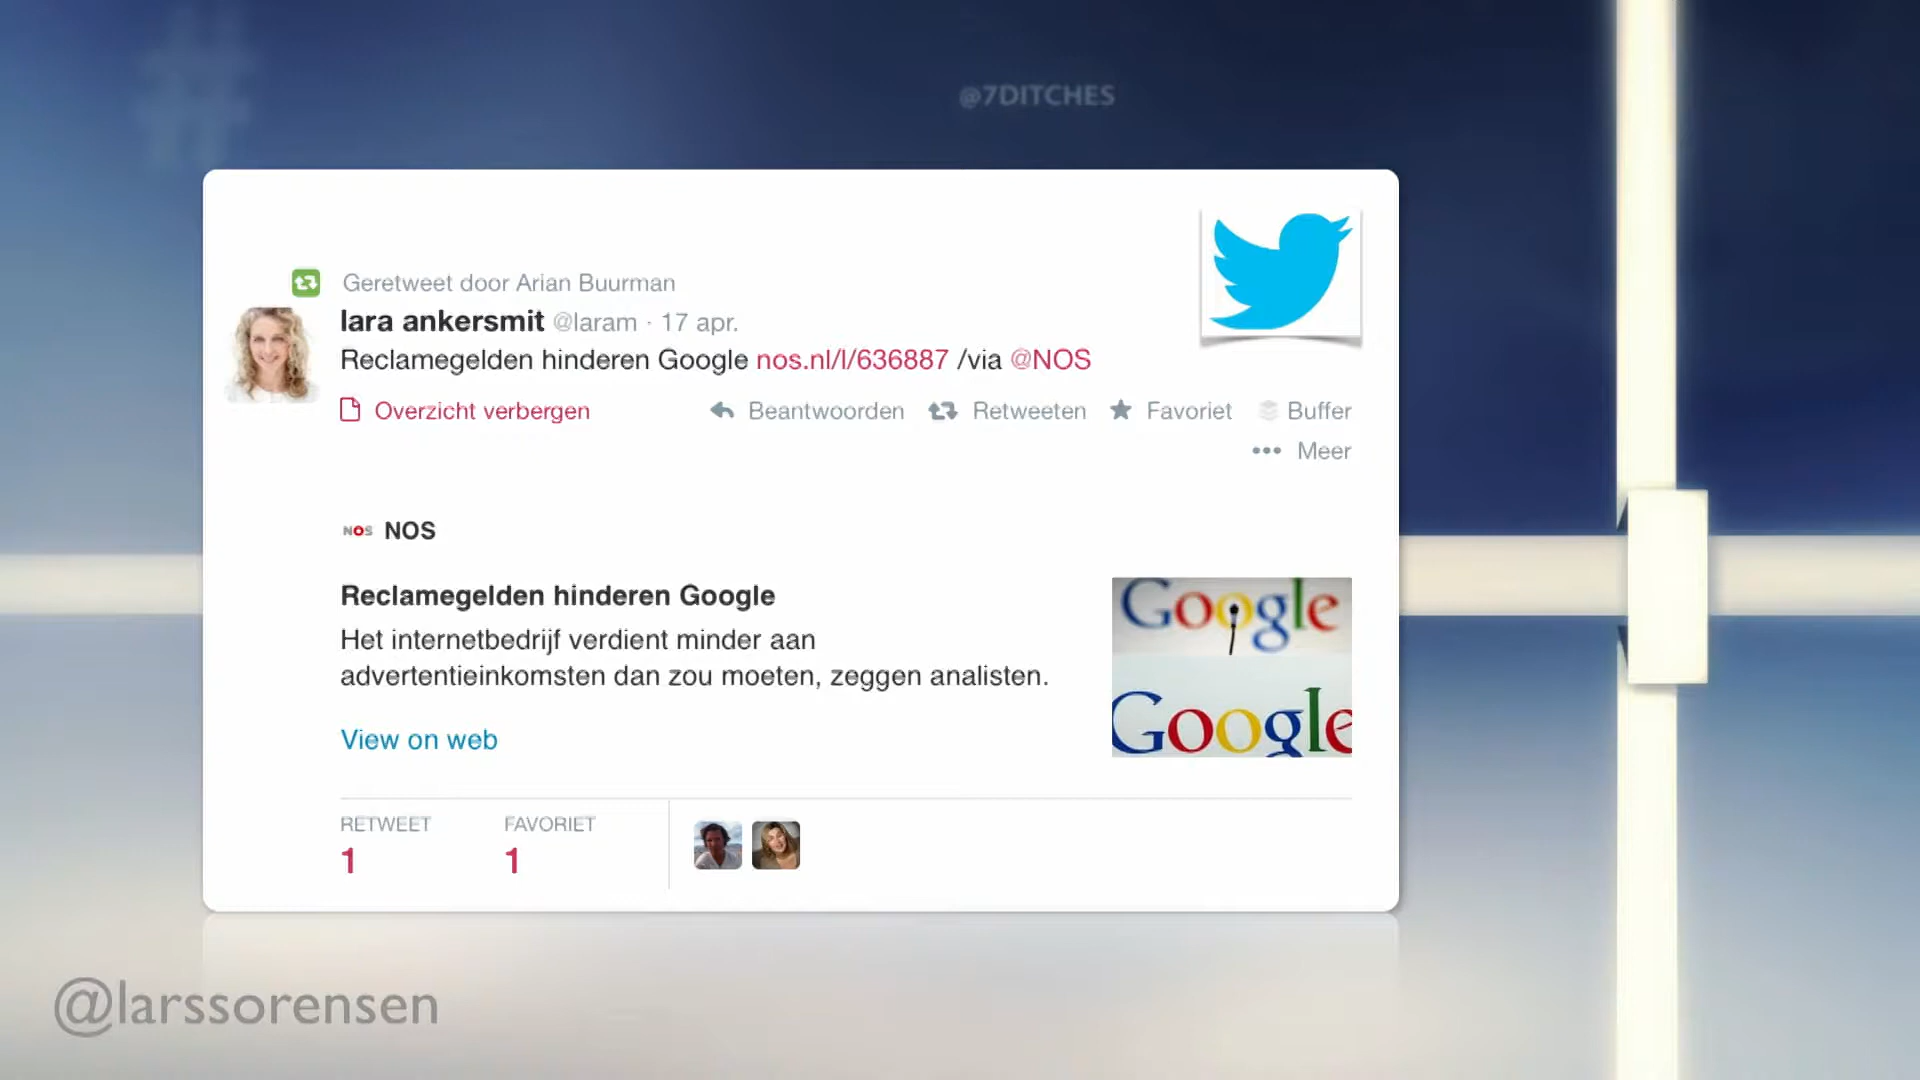 #
@7DITCHES
Geretweet door Arian Buurman
lara ankersmit @laram · 17 apr.
Reclamegelden hinderen Google nos.nl/l/636887 /via @NOS
Overzicht verbergen
Beantwoorden Retweeten Favoriet Buffer
••• Meer
NOS NOS
Reclamegelden hinderen Google
Het internetbedrijf verdient minder aan
advertentieinkomsten dan zou moeten, zeggen analisten.
Google
Google
View on web
RETWEET FAVORIET
1 1
@larssorensen